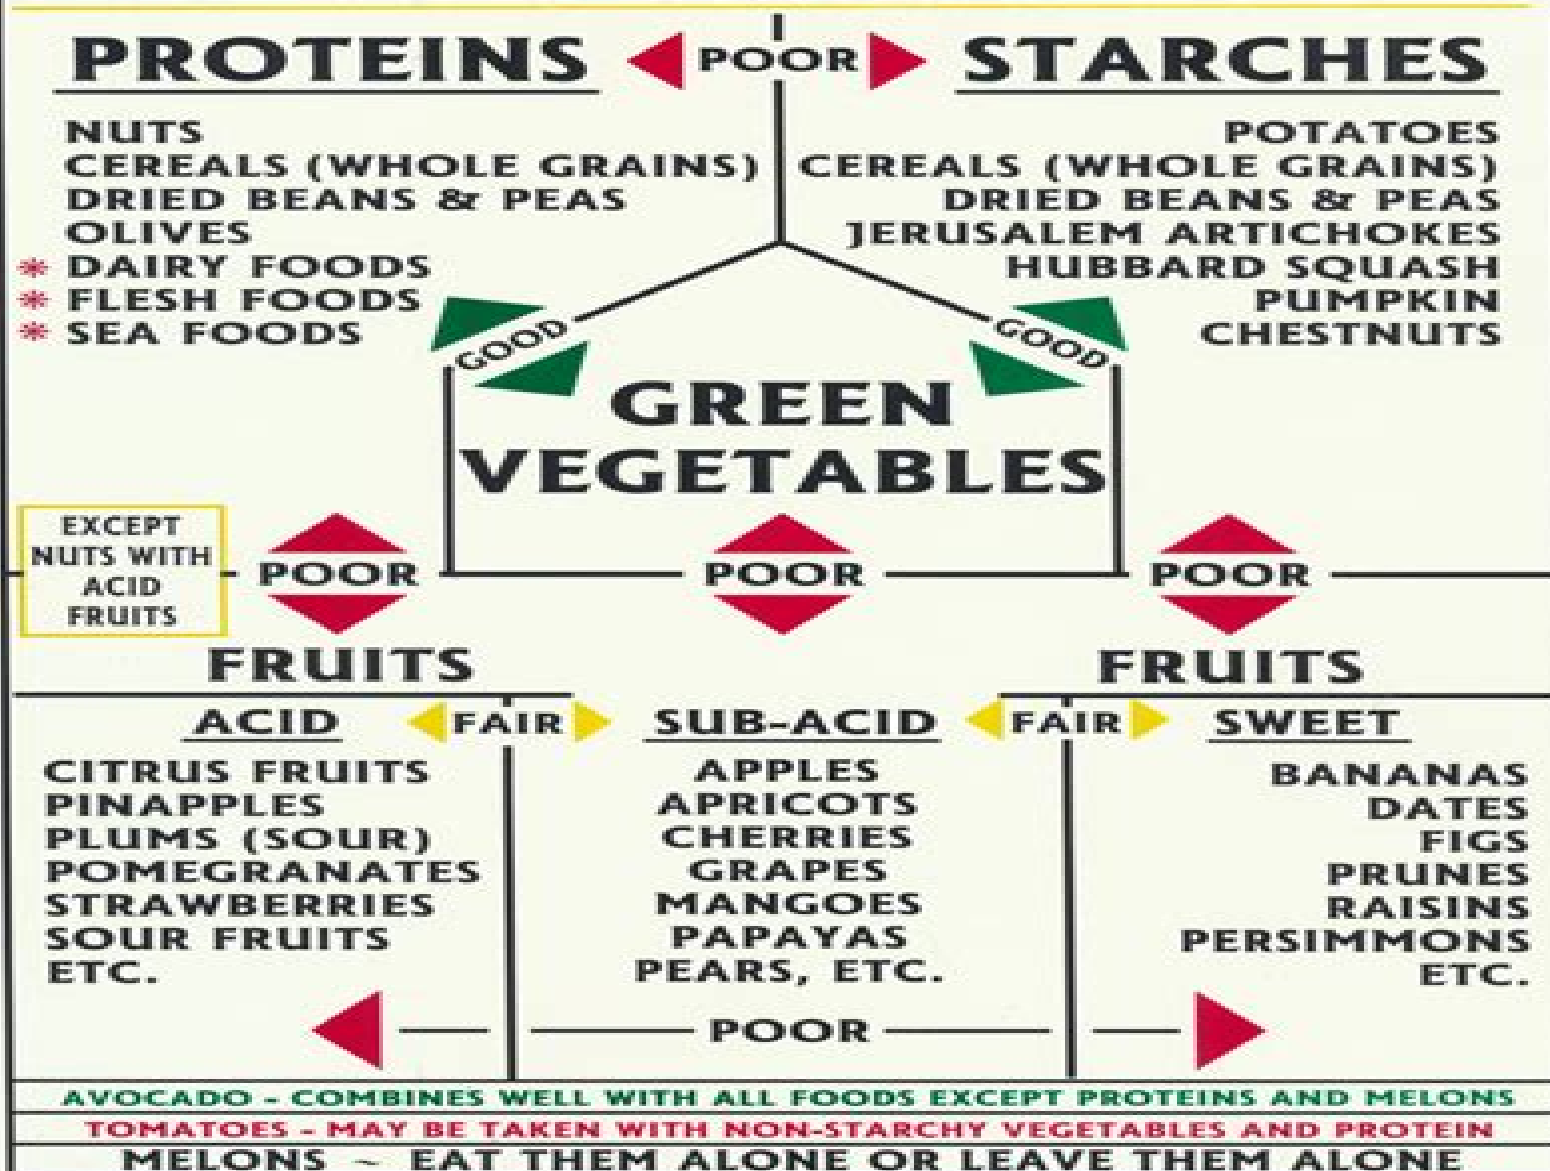 PROTEINS
POOR
STARCHES
NUTS
CEREALS (WHOLE GRAINS)
DRIED BEANS & PEAS
OLIVES
* DAIRY FOODS
* FLESH FOODS
* SEA FOODS
POTATOES
CEREALS (WHOLE GRAINS)
DRIED BEANS & PEAS
JERUSALEM ARTICHOKES
HUBBARD SQUASH
PUMPKIN
CHESTNUTS
GOOD
GOOD
GREEN
VEGETABLES
EXCEPT
NUTS WITH
ACID
FRUITS
POOR
POOR
POOR
FRUITS
FRUITS
ACID
FAIR
SUB-ACID
FAIR
SWEET
CITRUS FRUITS
PINAPPLES
PLUMS (SOUR)
POMEGRANATES
STRAWBERRIES
SOUR FRUITS
ETC.
APPLES
APRICOTS
CHERRIES
GRAPES
MANGOES
PAPAYAS
PEARS, ETC.
BANANAS
DATES
FIGS
PRUNES
RAISINS
PERSIMMONS
ETC.
POOR
AVOCADO - COMBINES WELL WITH ALL FOODS EXCEPT PROTEINS AND MELONS
TOMATOES - MAY BE TAKEN WITH NON-STARCHY VEGETABLES AND PROTEIN
MELONS ~ EAT THEM ALONE OR LEAVE THEM ALONE